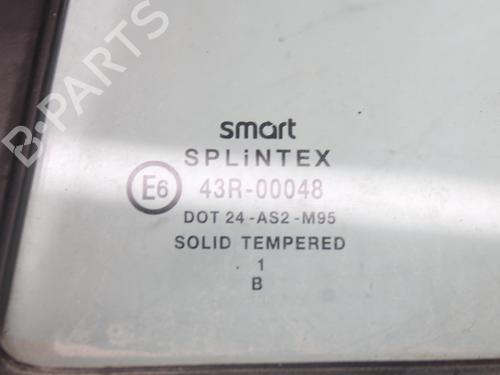 B-PARTS
smart
SPLiNTEX
E6 43R-00048
DOT 24-AS2-M95
SOLID TEMPERED
1
B